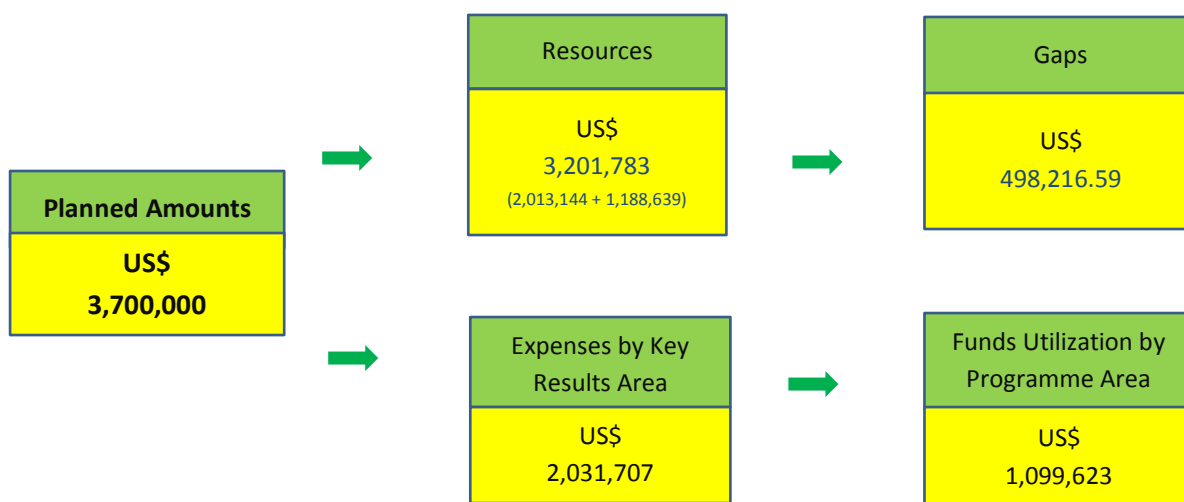 Planned Amounts
US$
3,700,000
Resources
US$
3,201,783
(2,013,144 + 1,188,639)
Gaps
US$
498,216.59
Expenses by Key
Results Area
US$
2,031,707
Funds Utilization by
Programme Area
US$
1,099,623